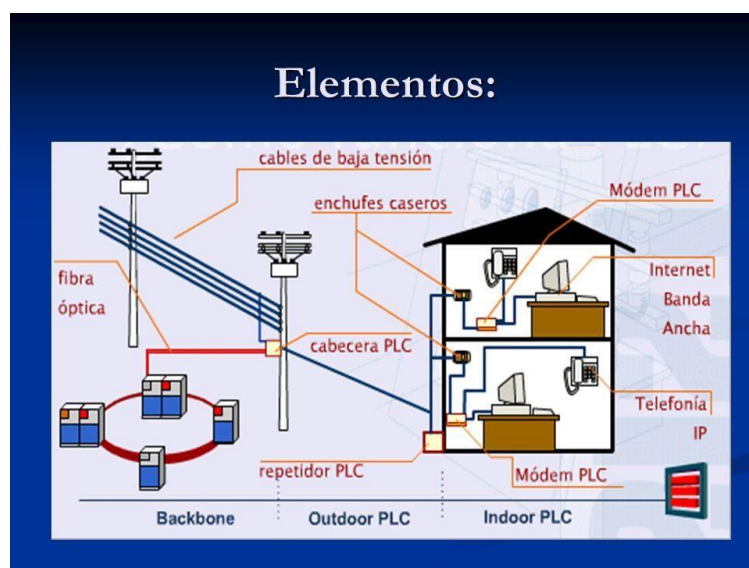 Elementos:
cables de baja tensión
Módem PLC
enchufes caseros
fibra
óptica
Internet
Banda
Ancha
cabecera PLC
Telefonía
IP
repetidor PLC
Módem PLC
Backbone
Outdoor PLC
Indoor PLC